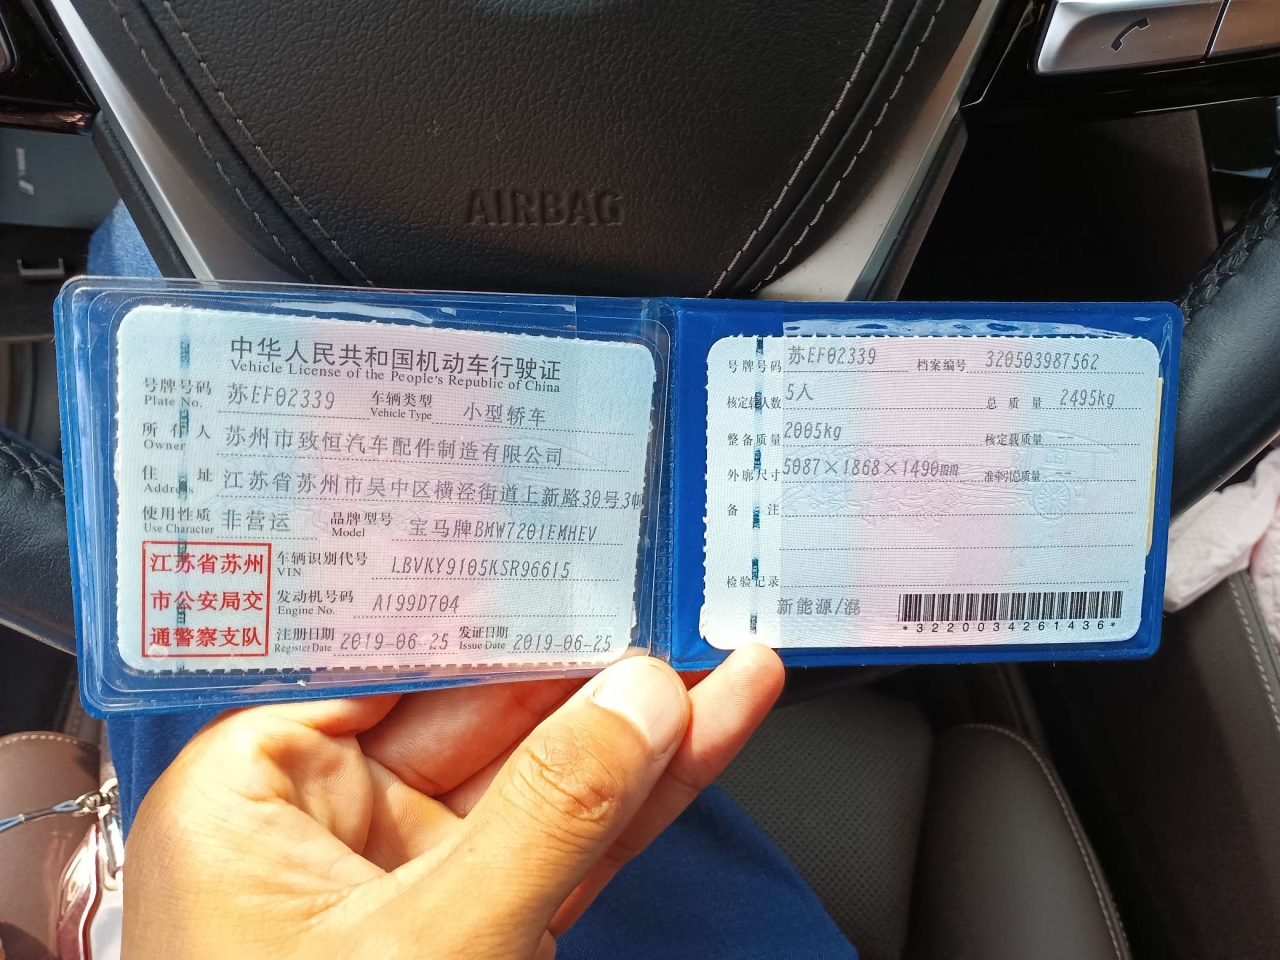 AIRBAG
中华人民共和国机动车行驶证
Vehicle License of the People's Republic of China
号牌号码 苏EF02339 车辆类型 小型轿车
Plate No. Vehicle Type
所有人 苏州市致恒汽车配件制造有限公司
Owner
住址 江苏省苏州市吴中区横泾街道上新路30号3幢
Address
使用性质 非营运 品牌型号 宝马牌BMW7201EMHEV
Use Character Model
江苏省苏州
市公安局交
通警察支队
车辆识别代号 LBVKY9105KSR96615
VIN
发动机号码 A199D704
Engine No.
注册日期 2019-06-25 发证日期 2019-06-25
Register Date Issue Date
号牌号码 苏EF02339 档案编号 320503987562
核定载人数 5人 总质量 2495kg
整备质量 2005kg 核定载质量 --
外廓尺寸 5087×1868×1490mm 准牵引总质量 --
备注
检验记录
新能源/混
*3220034261436*